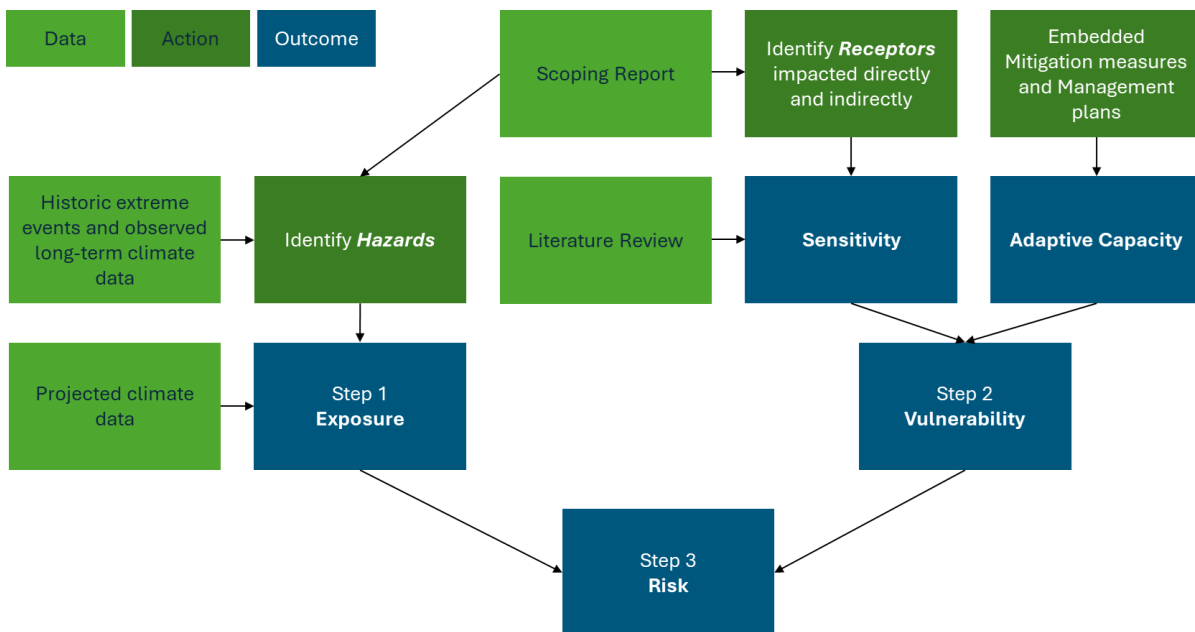 Data
Action
Outcome
Scoping Report
Identify Receptors
impacted directly
and indirectly
Embedded
Mitigation measures
and Management
plans
Historic extreme
events and observed
long-term climate
data
Identify Hazards
Literature Review
Sensitivity
Adaptive Capacity
Projected climate
data
Step 1
Exposure
Step 2
Vulnerability
Step 3
Risk